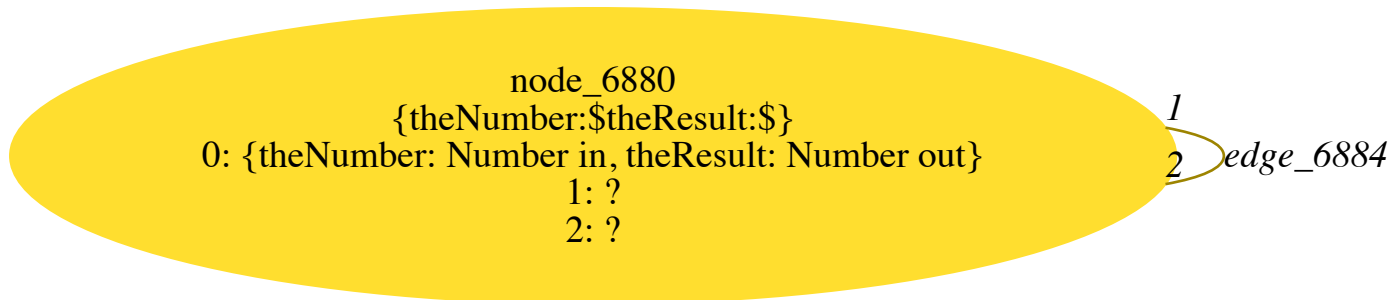 node_6880
{theNumber:$theResult:$}
0: {theNumber: Number in, theResult: Number out}
1: ?
2: ?
1
2
edge_6884